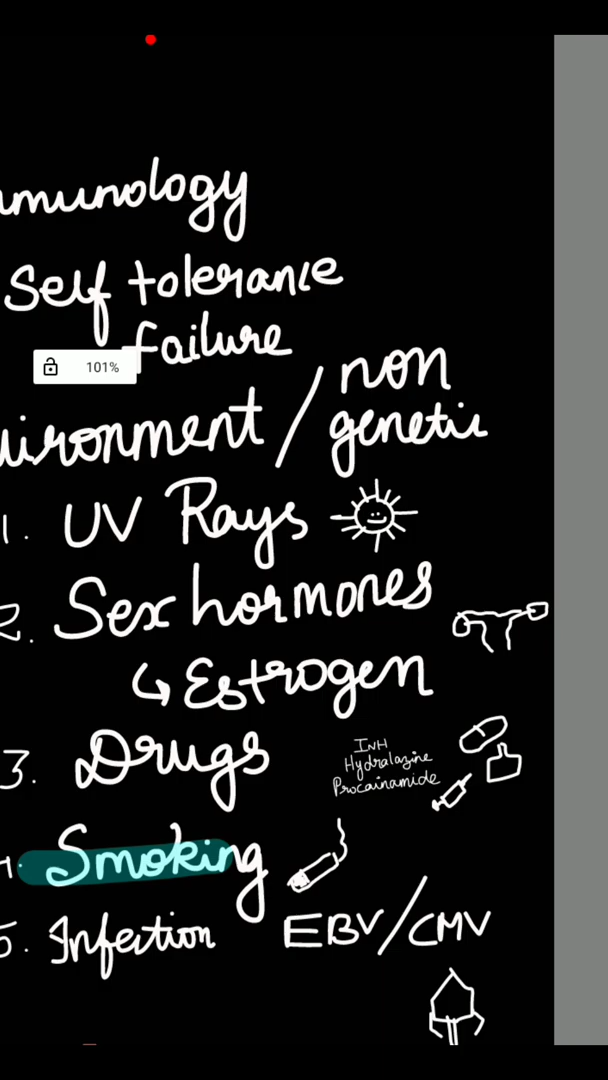 munology
Self tolerance
failure
101%
ironment / non
genetic
1. UV Rays
2. Sex hormones
↳ Estrogen
3. Drugs
INH
Hydralazine
Procainamide
4. Smoking
5. Infection EBV/CMV